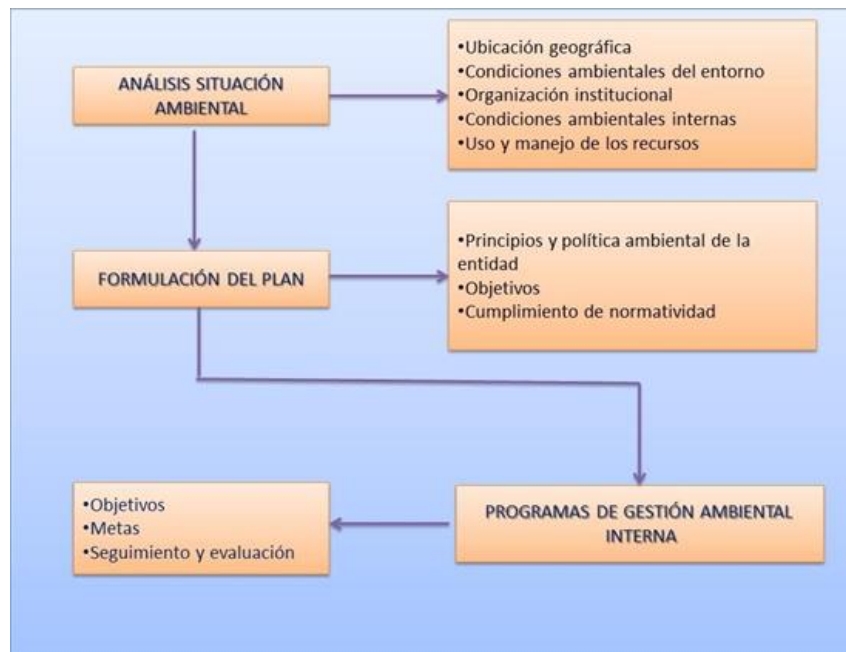 ANÁLISIS SITUACIÓN
AMBIENTAL
•Ubicación geográfica
•Condiciones ambientales del entorno
•Organización institucional
•Condiciones ambientales internas
•Uso y manejo de los recursos
FORMULACIÓN DEL PLAN
•Principios y política ambiental de la
entidad
•Objetivos
•Cumplimiento de normatividad
PROGRAMAS DE GESTIÓN AMBIENTAL
INTERNA
•Objetivos
•Metas
•Seguimiento y evaluación